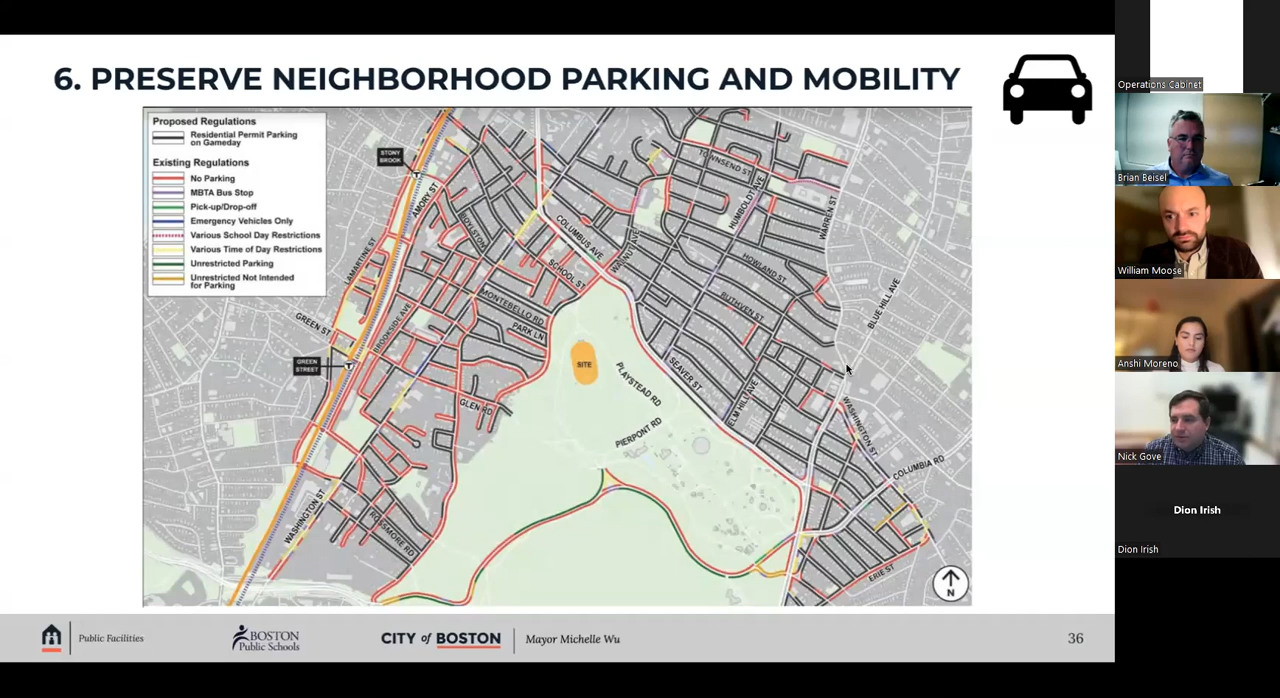 6. PRESERVE NEIGHBORHOOD PARKING AND MOBILITY
Proposed Regulations
Residential Permit Parking
on Gameday
Existing Regulations
No Parking
MBTA Bus Stop
Pick-up/Drop-off
Emergency Vehicles Only
Various School Day Restrictions
Various Time of Day Restrictions
Unrestricted Parking
Unrestricted Not Intended
for Parking
STONY
BROOK
T
AMORY ST
BOYLSTON
LAMARTINE ST
COLUMBUS AVE
WALNUT AVE
TOWNSEND ST
HUMBOLDT AVE
WARREN ST
SCHOOL ST
HOWLAND ST
RUTHVEN ST
BLUE HILL AVE
MONTEBELLO RD
PARK LN
GREEN ST
BROOKSIDE AVE
GREEN
STREET
T
SITE
PLAYSTEAD RD
SEAVER ST
ELM HILL AVE
GLEN RD
PIERPONT RD
WASHINGTON ST
COLUMBIA RD
WASHINGTON ST
ROSSMORE RD
ERIE ST
N
Public Facilities
BOSTON
Public Schools
CITY of BOSTON
Mayor Michelle Wu
36
Operations Cabinet
Brian Beisel
William Moose
Anshi Moreno
Nick Gove
Dion Irish
Dion Irish